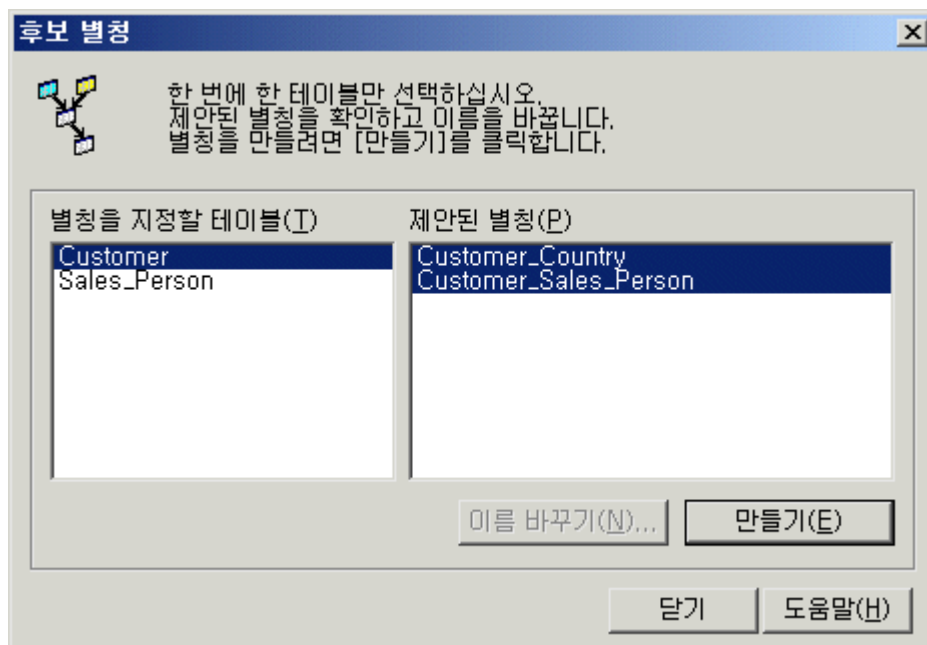 후보 별칭
한 번에 한 테이블만 선택하십시오.
제안된 별칭을 확인하고 이름을 바꿉니다.
별칭을 만들려면 [만들기]를 클릭합니다.
별칭을 지정할 테이블(T) 제안된 별칭(P)
Customer Customer_Country
Sales_Person Customer_Sales_Person
이름 바꾸기(N)... 만들기(E)
닫기 도움말(H)